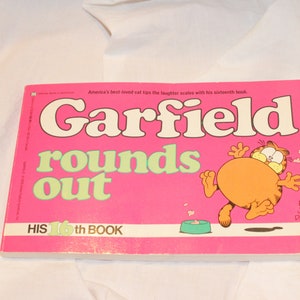 America's best-loved cat tips the laughter scales with his sixteenth book.
Garfield
rounds
out
HIS 16th BOOK